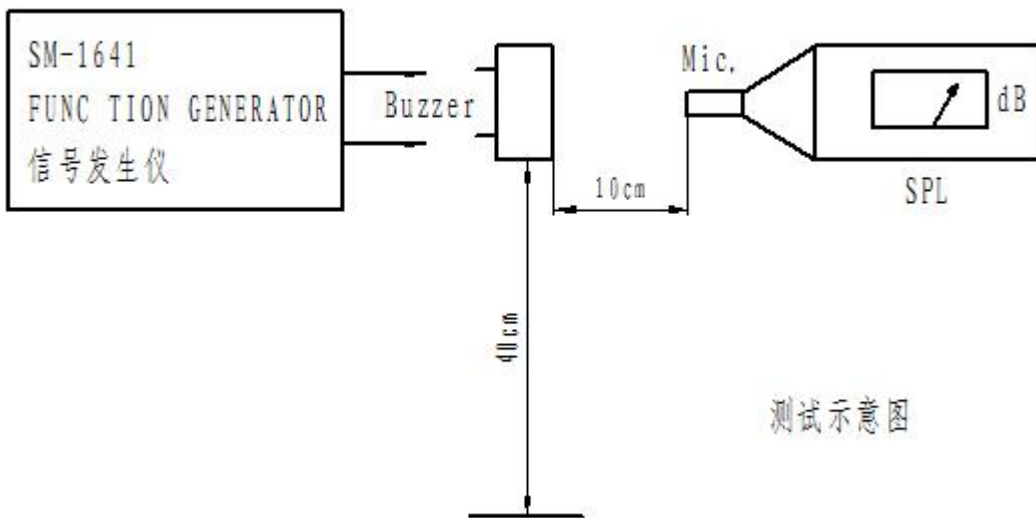 SM-1641
FUNC TION GENERATOR
信号发生仪
Buzzer
Mic,
dB
SPL
10cm
40cm
测试示意图